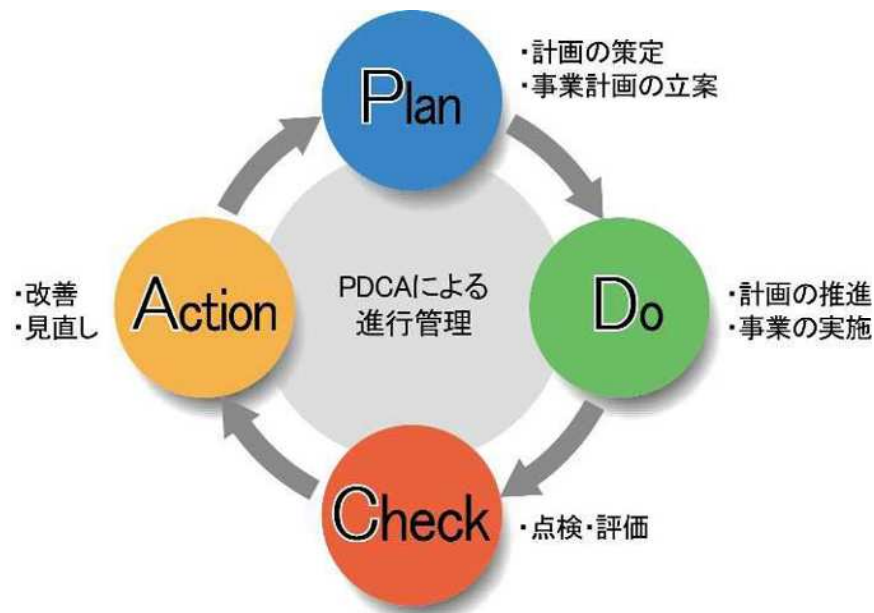 Plan
・計画の策定
・事業計画の立案
Do
・計画の推進
・事業の実施
Check
・点検・評価
Action
・改善
・見直し
PDCAによる
進行管理